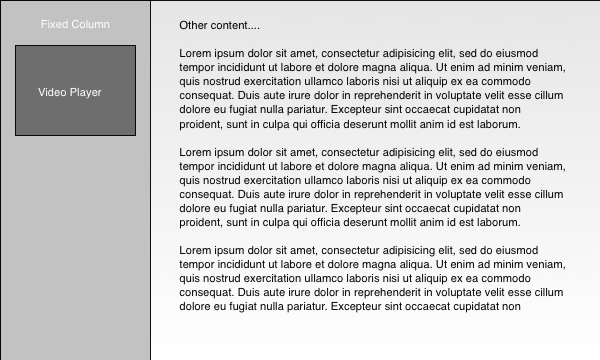 Fixed Column
Video Player
Other content....
Lorem ipsum dolor sit amet, consectetur adipisicing elit, sed do eiusmod
tempor incididunt ut labore et dolore magna aliqua. Ut enim ad minim veniam,
quis nostrud exercitation ullamco laboris nisi ut aliquip ex ea commodo
consequat. Duis aute irure dolor in reprehenderit in voluptate velit esse cillum
dolore eu fugiat nulla pariatur. Excepteur sint occaecat cupidatat non
proident, sunt in culpa qui officia deserunt mollit anim id est laborum.
Lorem ipsum dolor sit amet, consectetur adipisicing elit, sed do eiusmod
tempor incididunt ut labore et dolore magna aliqua. Ut enim ad minim veniam,
quis nostrud exercitation ullamco laboris nisi ut aliquip ex ea commodo
consequat. Duis aute irure dolor in reprehenderit in voluptate velit esse cillum
dolore eu fugiat nulla pariatur. Excepteur sint occaecat cupidatat non
proident, sunt in culpa qui officia deserunt mollit anim id est laborum.
Lorem ipsum dolor sit amet, consectetur adipisicing elit, sed do eiusmod
tempor incididunt ut labore et dolore magna aliqua. Ut enim ad minim veniam,
quis nostrud exercitation ullamco laboris nisi ut aliquip ex ea commodo
consequat. Duis aute irure dolor in reprehenderit in voluptate velit esse cillum
dolore eu fugiat nulla pariatur. Excepteur sint occaecat cupidatat non